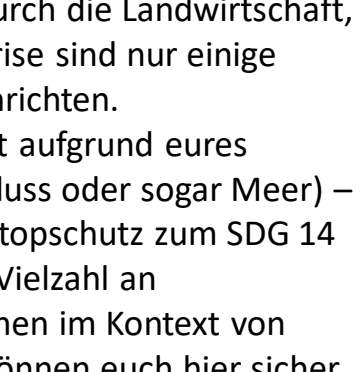 urch die Landwirtschaft,
rise sind nur einige
richten.
t aufgrund eures
luss oder sogar Meer) –
topschutz zum SDG 14
Vielzahl an
nen im Kontext von
önnen euch hier sicher